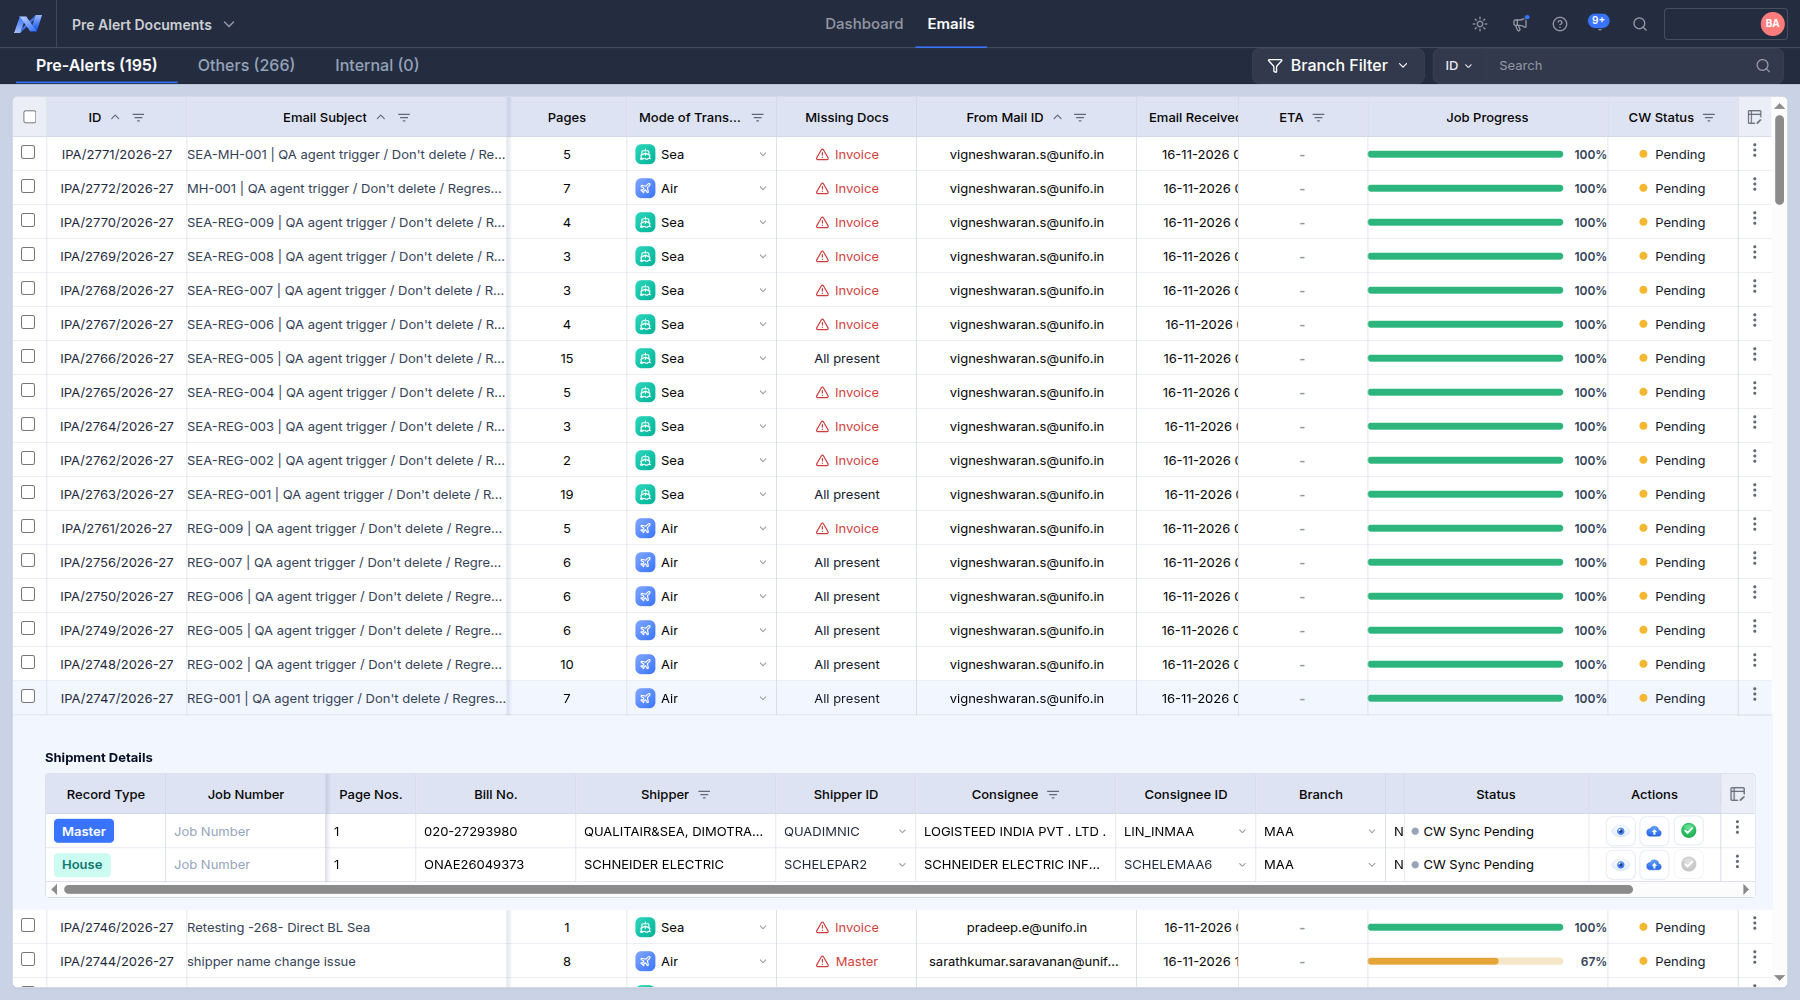 Pre Alert Documents Dashboard Emails 9+ BA
Pre-Alerts (195) Others (266) Internal (0) Branch Filter ID Search
ID Email Subject Pages Mode of Trans... Missing Docs From Mail ID Email Received ETA Job Progress CW Status
IPA/2771/2026-27 SEA-MH-001 | QA agent trigger / Don't delete / Re... 5 Sea Invoice vigneshwaran.s@unifo.in 16-11-2026 0 - 100% Pending
IPA/2772/2026-27 MH-001 | QA agent trigger / Don't delete / Regres... 7 Air Invoice vigneshwaran.s@unifo.in 16-11-2026 0 - 100% Pending
IPA/2770/2026-27 SEA-REG-009 | QA agent trigger / Don't delete / R... 4 Sea Invoice vigneshwaran.s@unifo.in 16-11-2026 0 - 100% Pending
IPA/2769/2026-27 SEA-REG-008 | QA agent trigger / Don't delete / R... 3 Sea Invoice vigneshwaran.s@unifo.in 16-11-2026 0 - 100% Pending
IPA/2768/2026-27 SEA-REG-007 | QA agent trigger / Don't delete / R... 3 Sea Invoice vigneshwaran.s@unifo.in 16-11-2026 0 - 100% Pending
IPA/2767/2026-27 SEA-REG-006 | QA agent trigger / Don't delete / R... 4 Sea Invoice vigneshwaran.s@unifo.in 16-11-2026 - 100% Pending
IPA/2766/2026-27 SEA-REG-005 | QA agent trigger / Don't delete / R... 15 Sea All present vigneshwaran.s@unifo.in 16-11-2026 0 - 100% Pending
IPA/2765/2026-27 SEA-REG-004 | QA agent trigger / Don't delete / R... 5 Sea Invoice vigneshwaran.s@unifo.in 16-11-2026 0 - 100% Pending
IPA/2764/2026-27 SEA-REG-003 | QA agent trigger / Don't delete / R... 3 Sea Invoice vigneshwaran.s@unifo.in 16-11-2026 - 100% Pending
IPA/2762/2026-27 SEA-REG-002 | QA agent trigger / Don't delete / R... 2 Sea Invoice vigneshwaran.s@unifo.in 16-11-2026 0 - 100% Pending
IPA/2763/2026-27 SEA-REG-001 | QA agent trigger / Don't delete / R... 19 Sea All present vigneshwaran.s@unifo.in 16-11-2026 - 100% Pending
IPA/2761/2026-27 REG-009 | QA agent trigger / Don't delete / Regre... 5 Air Invoice vigneshwaran.s@unifo.in 16-11-2026 0 - 100% Pending
IPA/2756/2026-27 REG-007 | QA agent trigger / Don't delete / Regre... 6 Air All present vigneshwaran.s@unifo.in 16-11-2026 0 - 100% Pending
IPA/2750/2026-27 REG-006 | QA agent trigger / Don't delete / Regre... 6 Air All present vigneshwaran.s@unifo.in 16-11-2026 0 - 100% Pending
IPA/2749/2026-27 REG-005 | QA agent trigger / Don't delete / Regre... 6 Air All present vigneshwaran.s@unifo.in 16-11-2026 0 - 100% Pending
IPA/2748/2026-27 REG-002 | QA agent trigger / Don't delete / Regre... 10 Air All present vigneshwaran.s@unifo.in 16-11-2026 0 - 100% Pending
IPA/2747/2026-27 REG-001 | QA agent trigger / Don't delete / Regres... 7 Air All present vigneshwaran.s@unifo.in 16-11-2026 0 - 100% Pending
Shipment Details
Record Type Job Number Page Nos. Bill No. Shipper Shipper ID Consignee Consignee ID Branch Status Actions
Master Job Number 1 020-27293980 QUALITAIR&SEA, DIMOTRA... QUADIMNIC LOGISTEED INDIA PVT . LTD . LIN_INMAA MAA N CW Sync Pending
House Job Number 1 ONAE26049373 SCHNEIDER ELECTRIC SCHELEPAR2 SCHNEIDER ELECTRIC INF... SCHELEMAA6 MAA N CW Sync Pending
IPA/2746/2026-27 Retesting -268- Direct BL Sea 1 Sea Invoice pradeep.e@unifo.in 16-11-2026 - 100% Pending
IPA/2744/2026-27 shipper name change issue 8 Air Master sarathkumar.saravanan@unif... 16-11-2026 1 - 67% Pending